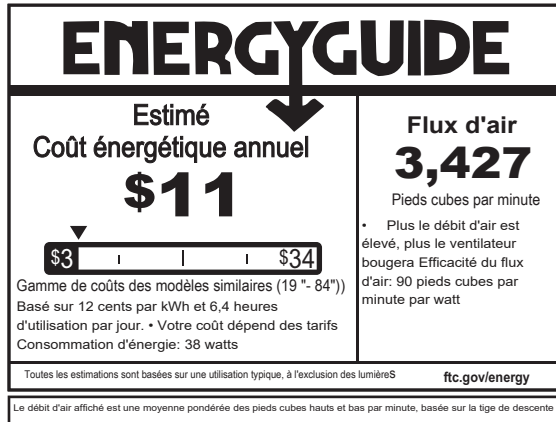 ENERGYGUIDE
Estimé
Coût énergétique annuel
$11
$3
$34
Gamme de coûts des modèles similaires (19 "- 84"))
Basé sur 12 cents par kWh et 6,4 heures
d'utilisation par jour. • Votre coût dépend des tarifs
Consommation d'énergie: 38 watts
Flux d'air
3,427
Pieds cubes par minute
• Plus le débit d'air est
élevé, plus le ventilateur
bougera Efficacité du flux
d'air: 90 pieds cubes par
minute par watt
Toutes les estimations sont basées sur une utilisation typique, à l'exclusion des lumièreS
ftc.gov/energy
Le débit d'air affiché est une moyenne pondérée des pieds cubes hauts et bas par minute, basée sur la tige de descente